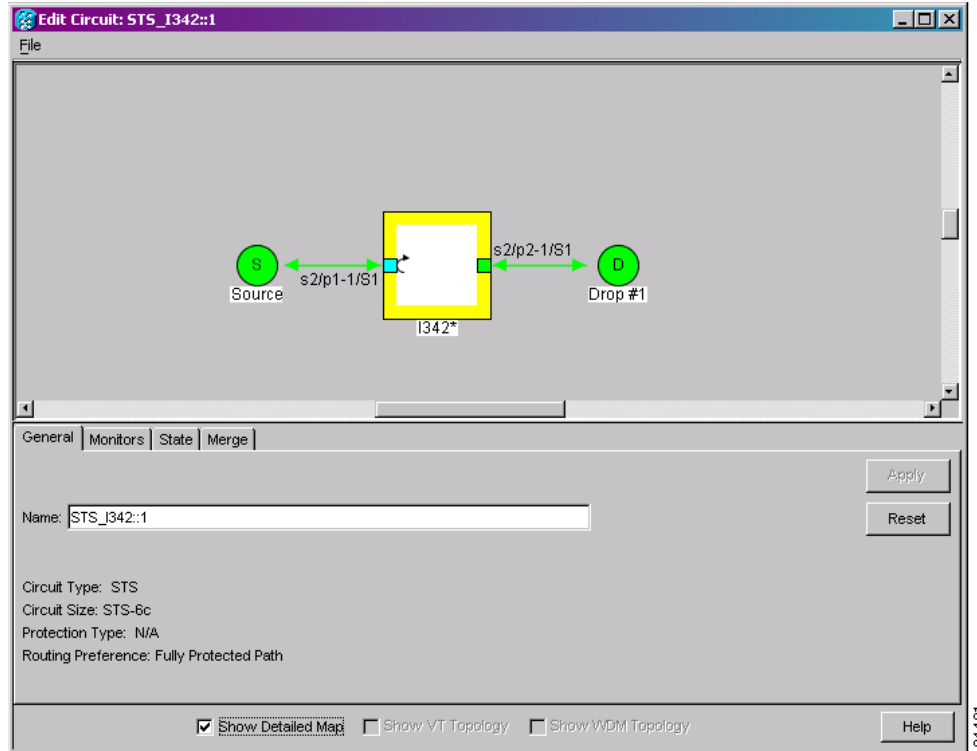 Edit Circuit: STS_I342::1
File
S
s2/p1-1/S1
Source
I342*
s2/p2-1/S1
D
Drop #1
General Monitors State Merge
Apply
Name: STS_I342::1
Reset
Circuit Type: STS
Circuit Size: STS-6c
Protection Type: N/A
Routing Preference: Fully Protected Path
Show Detailed Map Show VT Topology Show WDM Topology Help